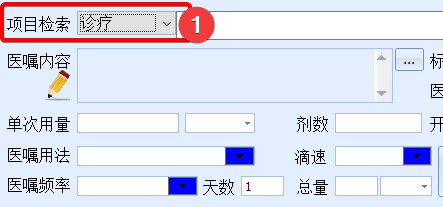 项目检索 诊疗 1
医嘱内容 ... 标
医
单次用量 剂数 开
医嘱用法 滴速
医嘱频率 天数 1 总量